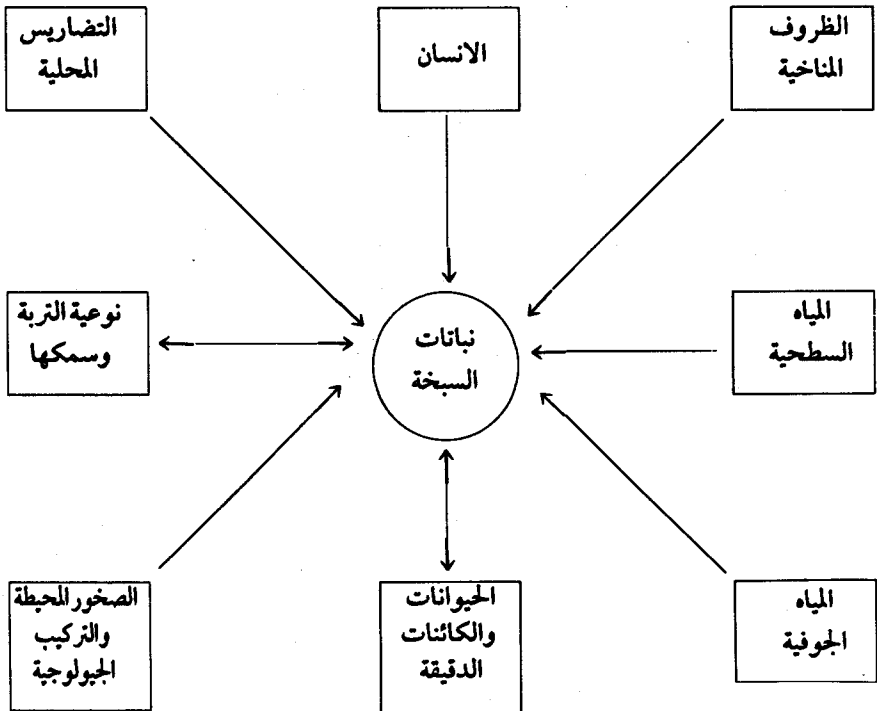 الظروف
المناخية
الانسان
التضاريس
المحلية
المياه
السطحية
نباتات
السبخة
نوعية التربة
وسمكها
المياه
الجوفية
الحيوانات
والكائنات
الدقيقة
الصخور المحيطة
والتركيب
الجيولوجية